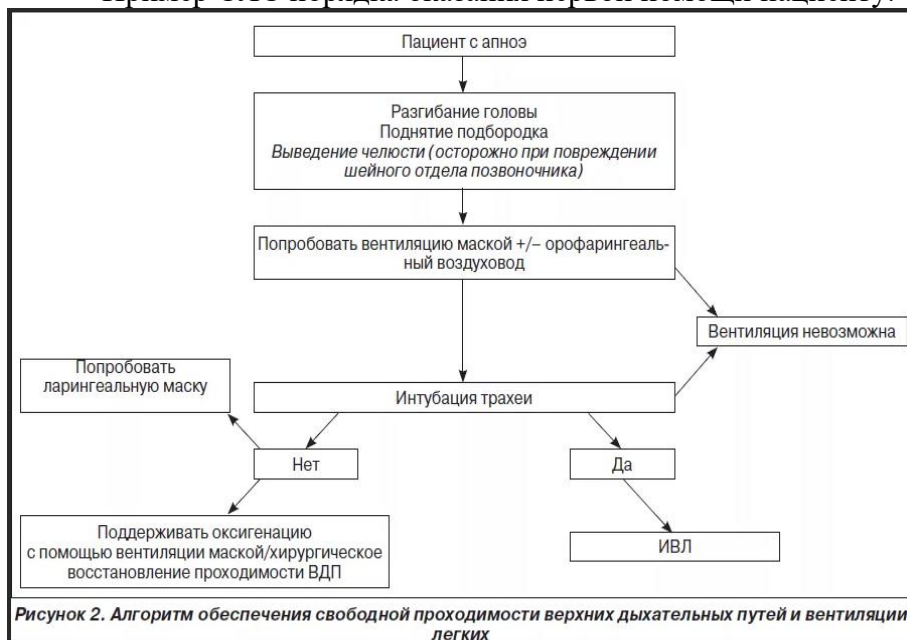 Пациент с апноэ
Разгибание головы
Поднятие подбородка
Выведение челюсти (осторожно при повреждении
шейного отдела позвоночника)
Попробовать вентиляцию маской +/– орофарингеаль-
ный воздуховод
Вентиляция невозможна
Попробовать
ларингеальную маску
Интубация трахеи
Нет
Да
Поддерживать оксигенацию
с помощью вентиляции маской/хирургическое
восстановление проходимости ВДП
ИВЛ
Рисунок 2. Алгоритм обеспечения свободной проходимости верхних дыхательных путей и вентиляции
легких